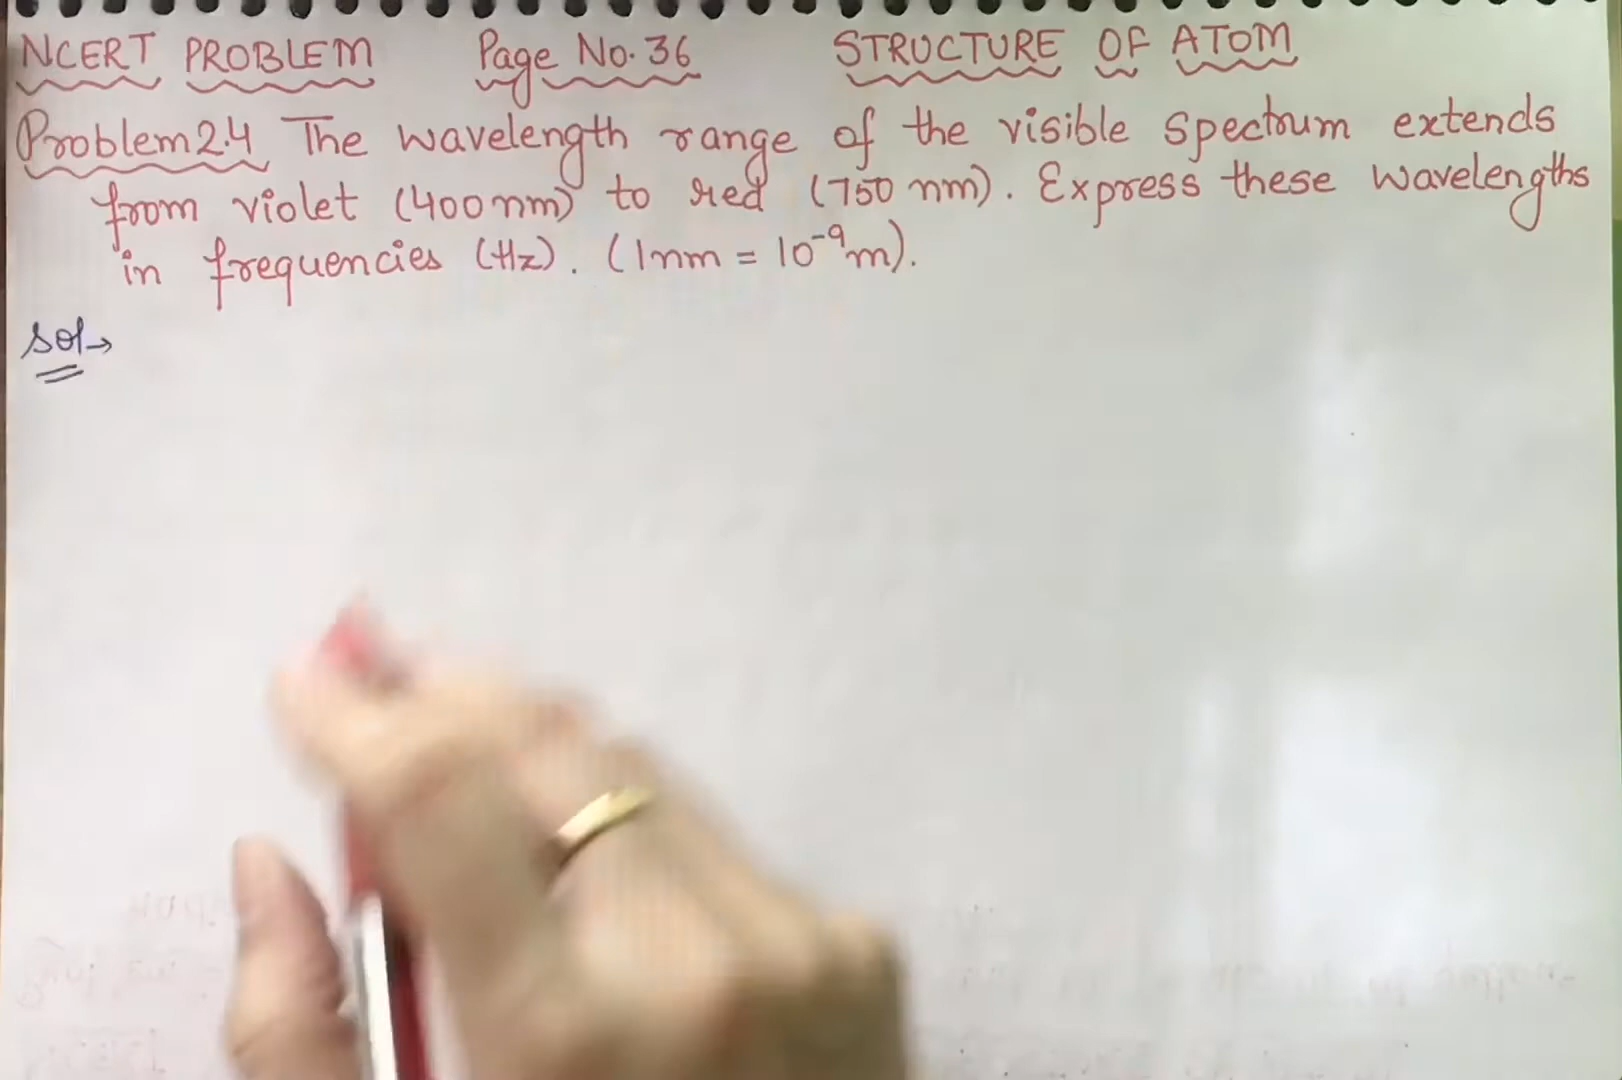 NCERT PROBLEM Page No. 36 STRUCTURE OF ATOM
Problem 2.4 The wavelength range of the visible spectrum extends
from violet (400 nm) to red (750 nm). Express these wavelengths
in frequencies (Hz). (1nm = 10⁻⁹m).
Sol→